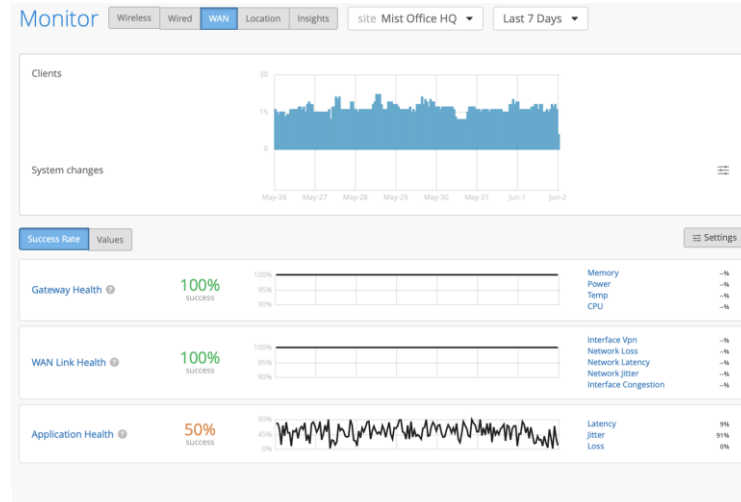 Monitor Wireless Wired WAN Location Insights site Mist Office HQ Last 7 Days
Clients
30
15
0
System changes
May-26 May-27 May-28 May-29 May-30 May-31 Jun-1 Jun-2
Success Rate Values Settings
Gateway Health ?
100%
success
100%
95%
90%
Memory --%
Power --%
Temp --%
CPU --%
WAN Link Health ?
100%
success
100%
95%
90%
Interface Vpn --%
Network Loss --%
Network Latency --%
Network Jitter --%
Interface Congestion --%
Application Health ?
50%
success
90%
45%
0%
Latency 9%
Jitter 91%
Loss 0%